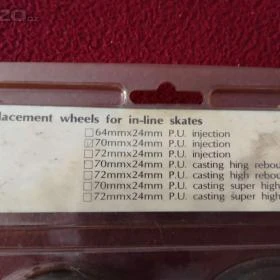 lacement wheels for in-line skates
64mmx24mm P.U. injection
70mmx24mm P.U. injection
72mmx24mm P.U. injection
70mmx24mm P.U. casting hing rebou
72mmx24mm P.U. casting high rebou
70mmx24mm P.U. casting super high
72mmx24mm P.U. casting super high